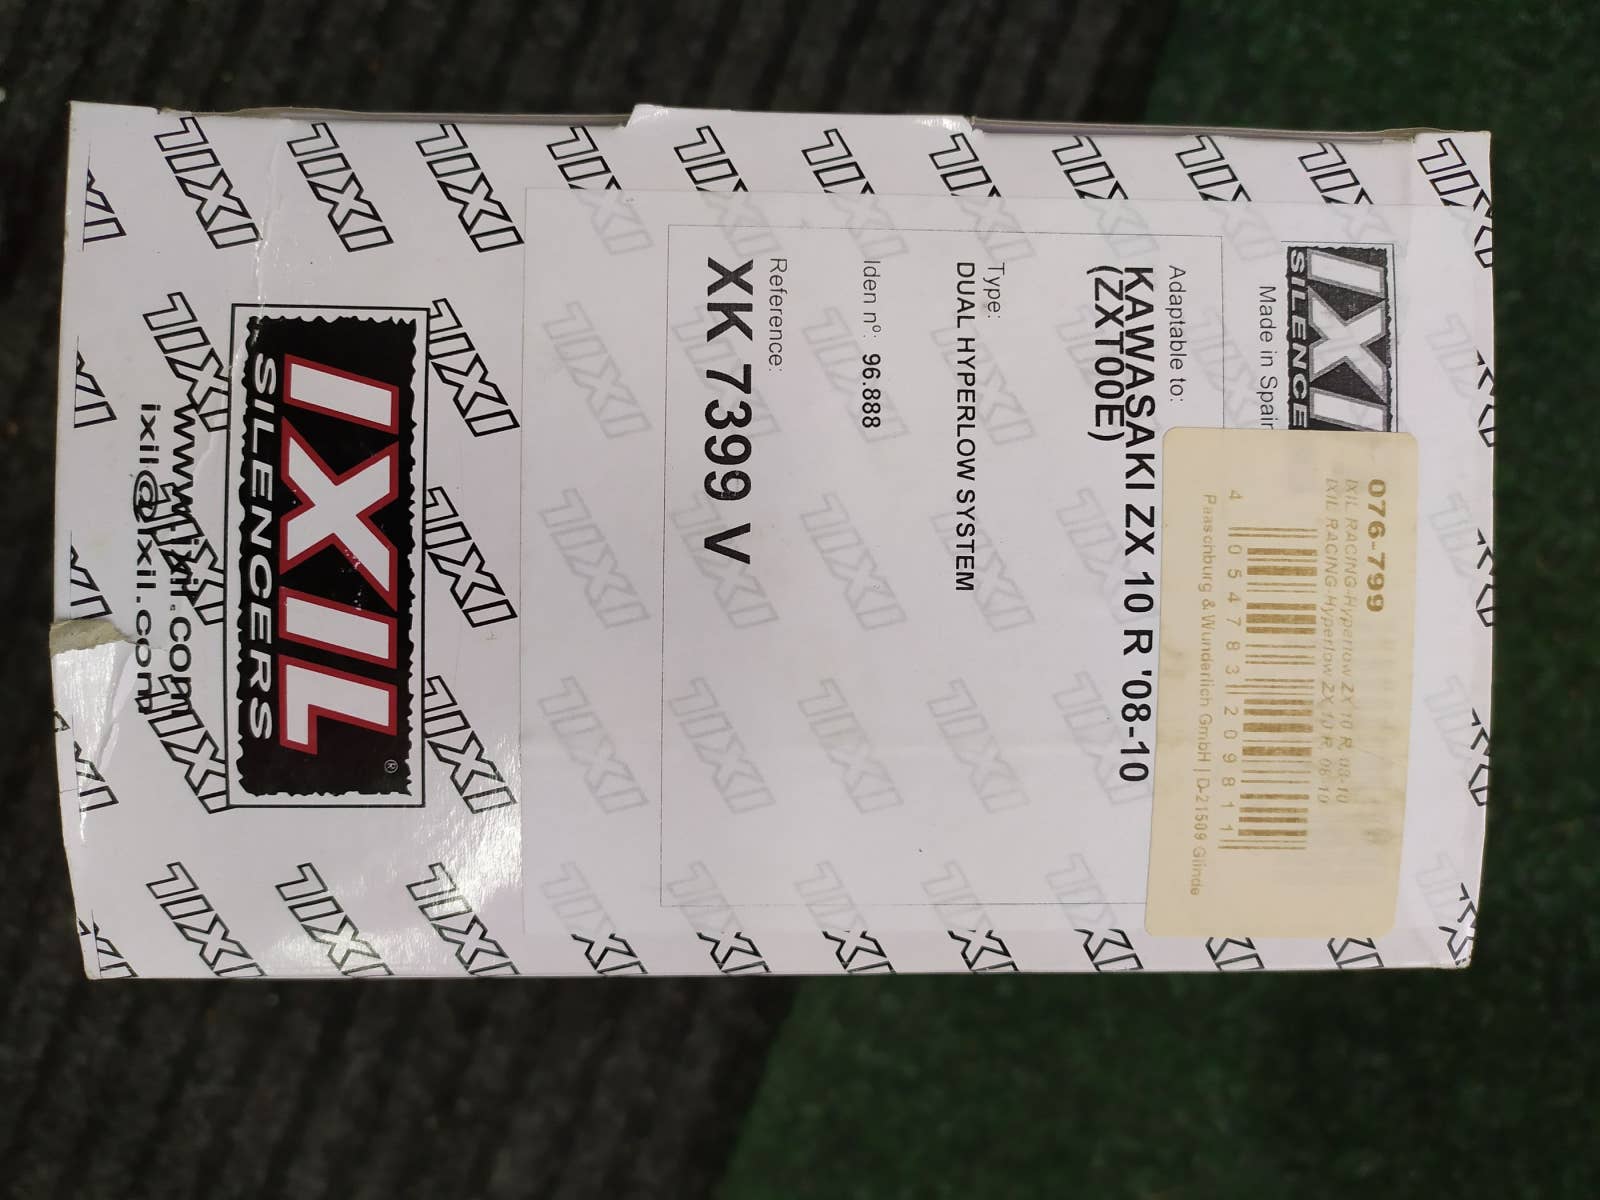 IXIL
SILENCE
Made in Spain
Adaptable to:
KAWASAKI ZX 10 R '08-10
(ZXT00E)
Type:
DUAL HYPERLOW SYSTEM
Iden nº: 96.888
Reference:
XK 7399 V
076-799
IXIL RACING-Hyperlow ZX 10 R, 08-10
IXIL RACING-Hyperlow ZX 10 R, 08-10
4 054783 209811
Paaschburg & Wunderlich GmbH | D-21509 Glinde
IXIL
SILENCERS
®
www.ixil.com
ixil@ixil.com